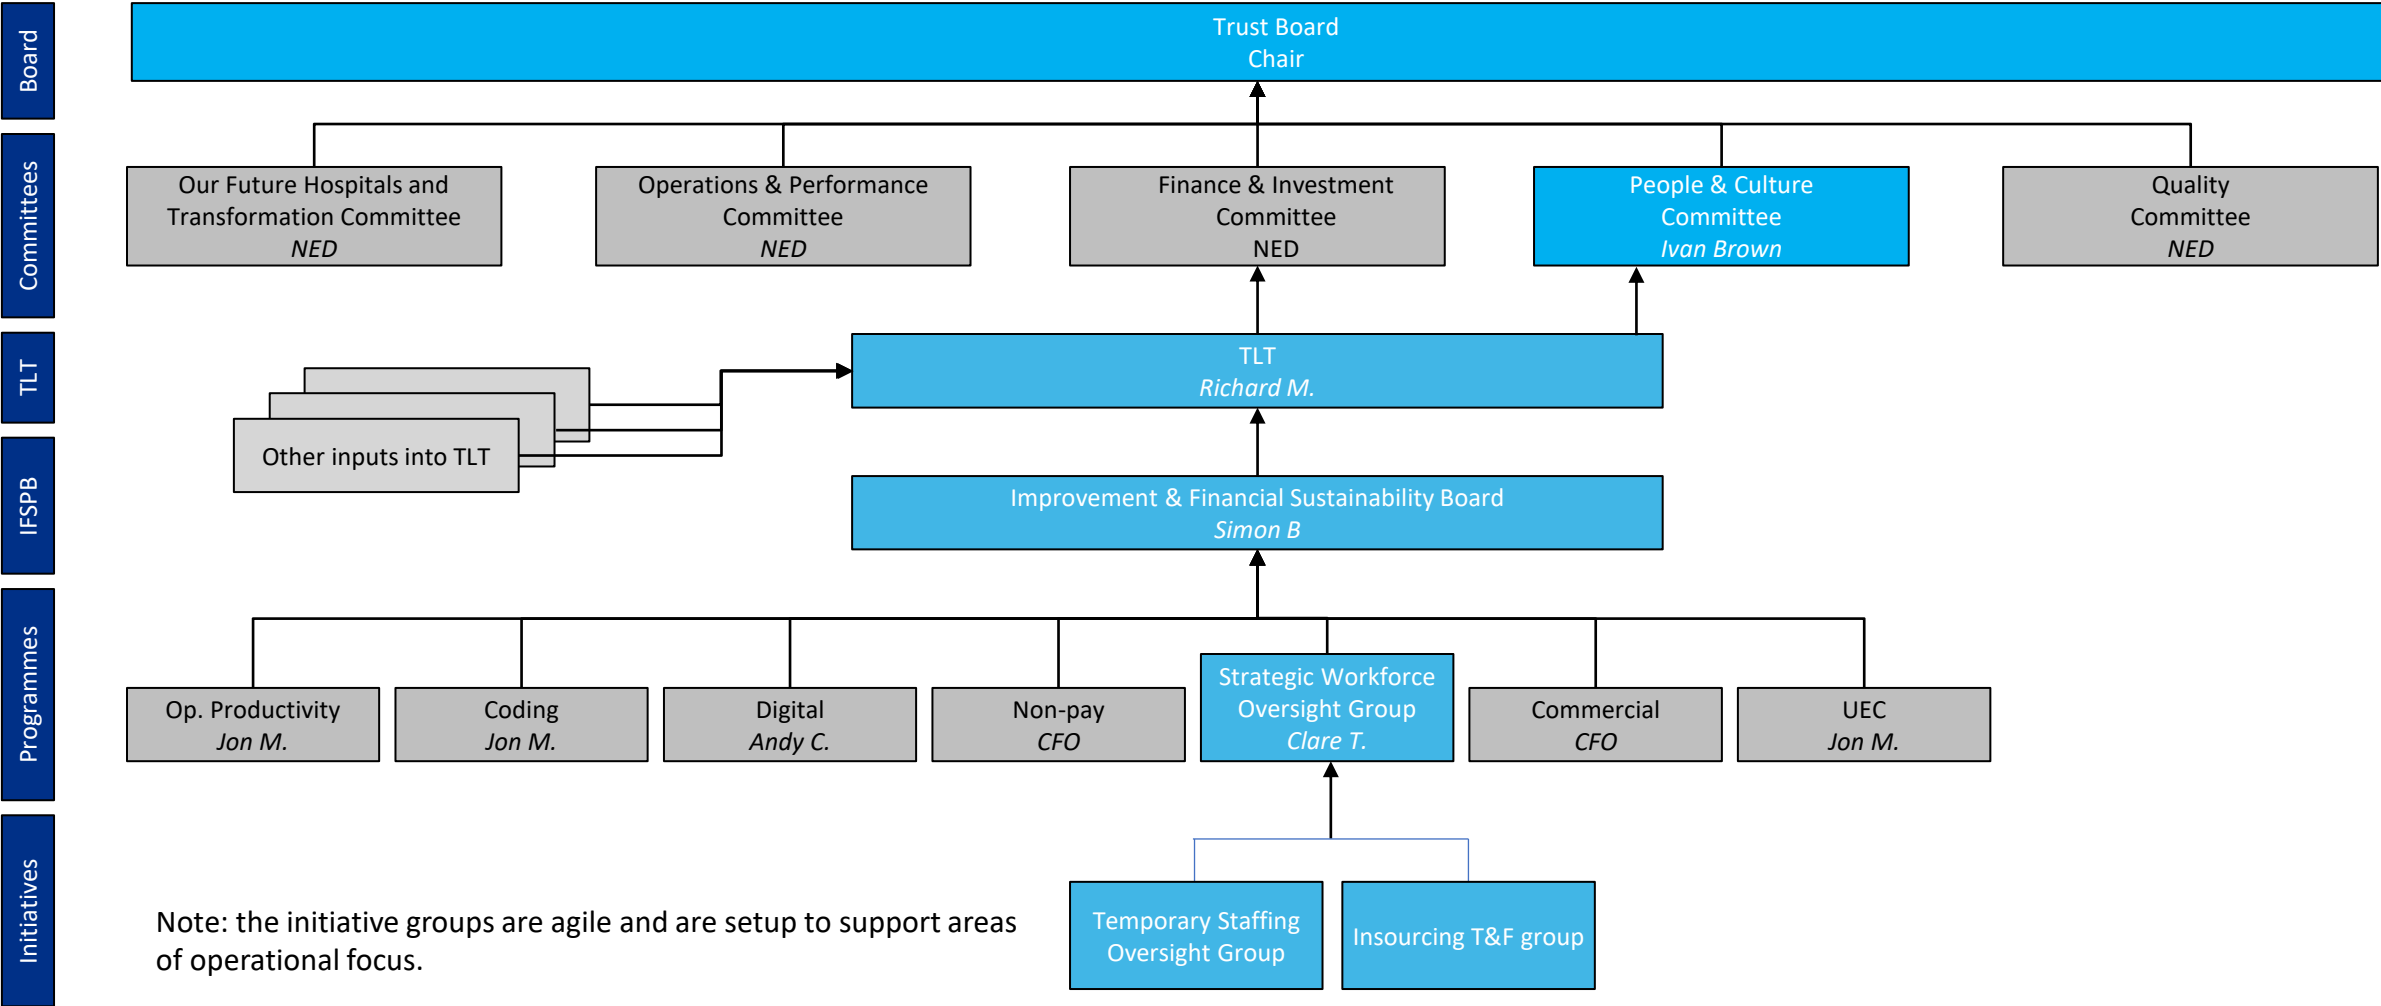 Board
Trust Board
Chair
Committees
Our Future Hospitals and
Transformation Committee
NED
Operations & Performance
Committee
NED
Finance & Investment
Committee
NED
People & Culture
Committee
Ivan Brown
Quality
Committee
NED
TLT
TLT
Richard M.
Other inputs into TLT
IFSPB
Improvement & Financial Sustainability Board
Simon B
Programmes
Op. Productivity
Jon M.
Coding
Jon M.
Digital
Andy C.
Non-pay
CFO
Strategic Workforce
Oversight Group
Clare T.
Commercial
CFO
UEC
Jon M.
Initiatives
Note: the initiative groups are agile and are setup to support areas
of operational focus.
Temporary Staffing
Oversight Group
Insourcing T&F group